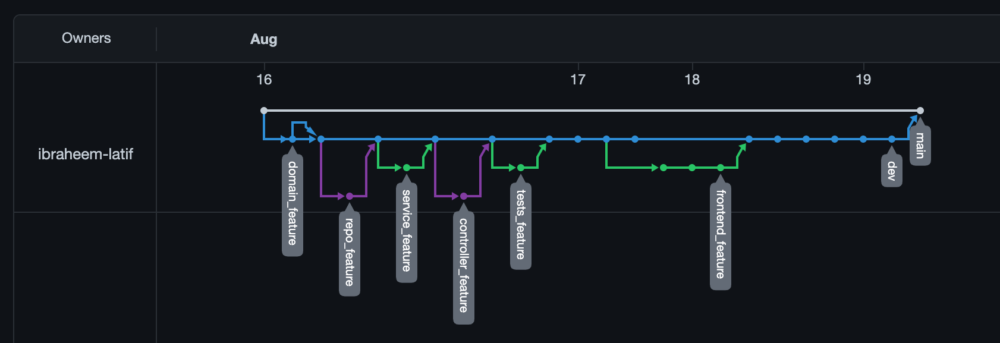 Owners
Aug
16
17
18
19
ibraheem-latif
domain_feature
repo_feature
service_feature
controller_feature
tests_feature
frontend_feature
dev
main